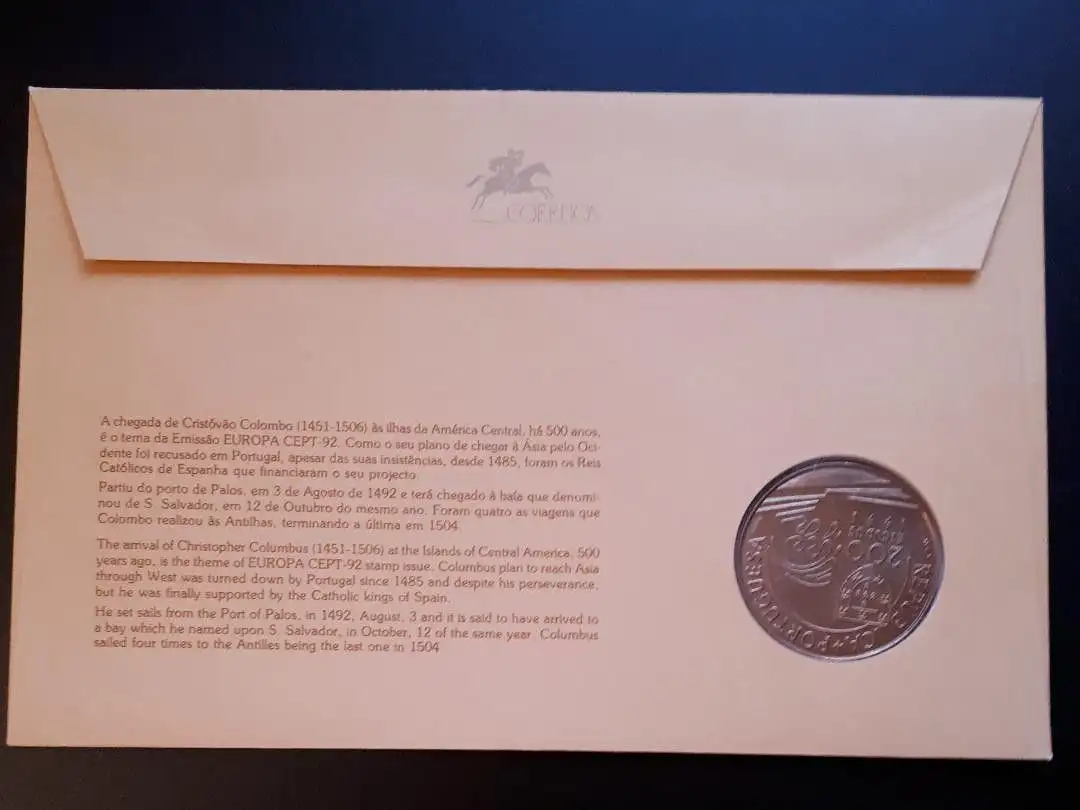 CORREIOS
A chegada de Cristóvão Colombo (1451-1506) às ilhas da América Central, há 500 anos,
é o tema da Emissão EUROPA CEPT-92. Como o seu plano de chegar à Ásia pelo Oci-
dente foi recusado em Portugal, apesar das suas insistências, desde 1485, foram os Reis
Católicos de Espanha que financiaram o seu projecto.
Partiu do porto de Palos, em 3 de Agosto de 1492 e terá chegado à baía que denomi-
nou de S. Salvador, em 12 de Outubro do mesmo ano. Foram quatro as viagens que
Colombo realizou às Antilhas, terminando a última em 1504.
The arrival of Christopher Columbus (1451-1506) at the Islands of Central America, 500
years ago, is the theme of EUROPA CEPT-92 stamp issue. Columbus plan to reach Asia
through West was turned down by Portugal since 1485 and despite his perseverance,
but he was finally supported by the Catholic kings of Spain.
He set sails from the Port of Palos, in 1492, August, 3 and it is said to have arrived to
a bay which he named upon S. Salvador, in October, 12 of the same year. Columbus
sailed four times to the Antilles being the last one in 1504
REPUBLICA PORTUGUESA
200
ESCUDOS